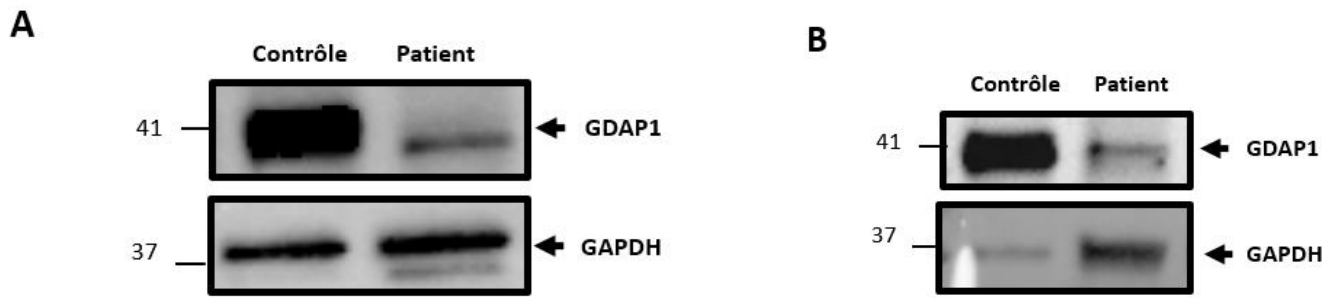 A
Contrôle Patient
41 GDAP1
37 GAPDH
B
Contrôle Patient
41 GDAP1
37 GAPDH